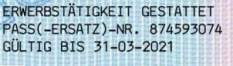 ERWERBSTÄTIGKEIT GESTATTET
PASS(-ERSATZ)-NR. 874593074
GÜLTIG BIS 31-03-2021